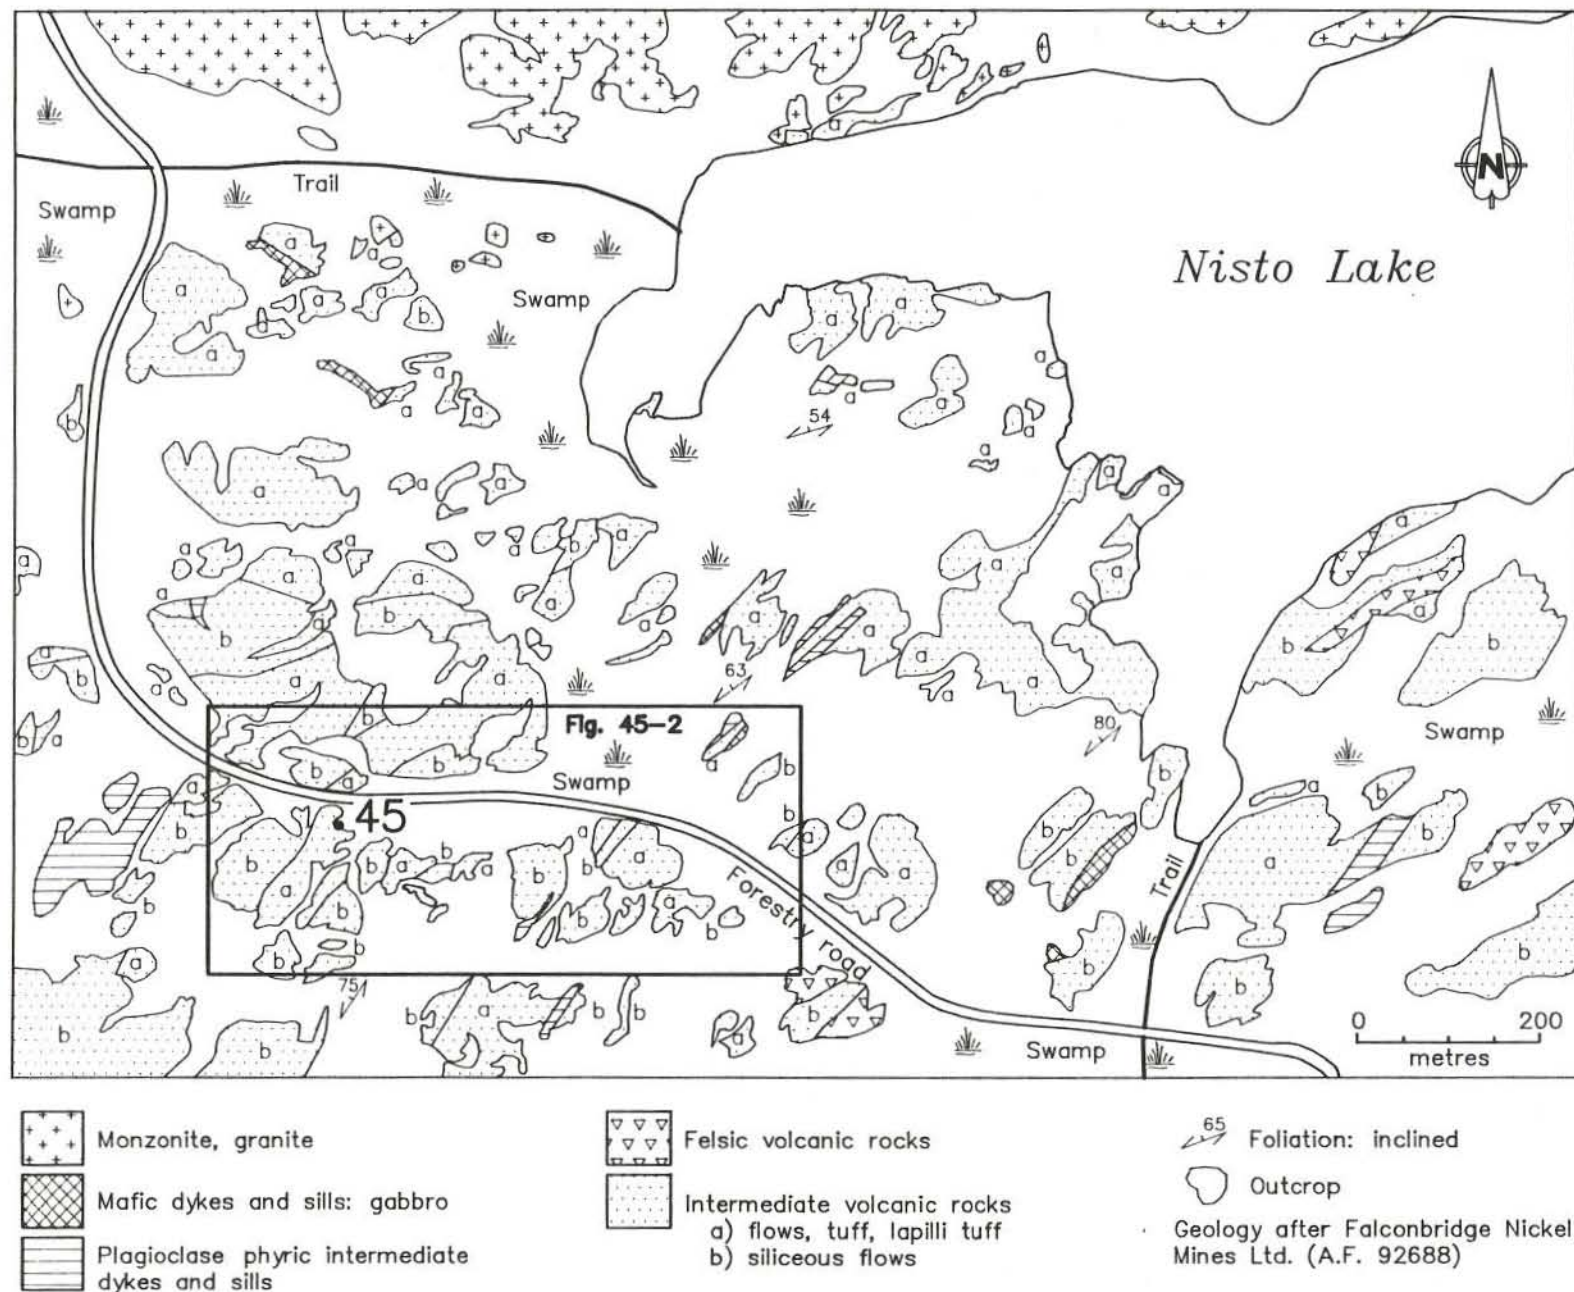 Trail
Swamp
N
Nisto Lake
Swamp
54
63
80
Fig. 45-2
Swamp
Swamp
45
Forestry road
Trail
75
Swamp
0 200
metres
Monzonite, granite
Mafic dykes and sills: gabbro
Plagioclase phyric intermediate
dykes and sills
Felsic volcanic rocks
Intermediate volcanic rocks
a) flows, tuff, lapilli tuff
b) siliceous flows
65
Foliation: inclined
Outcrop
Geology after Falconbridge Nickel
Mines Ltd. (A.F. 92688)